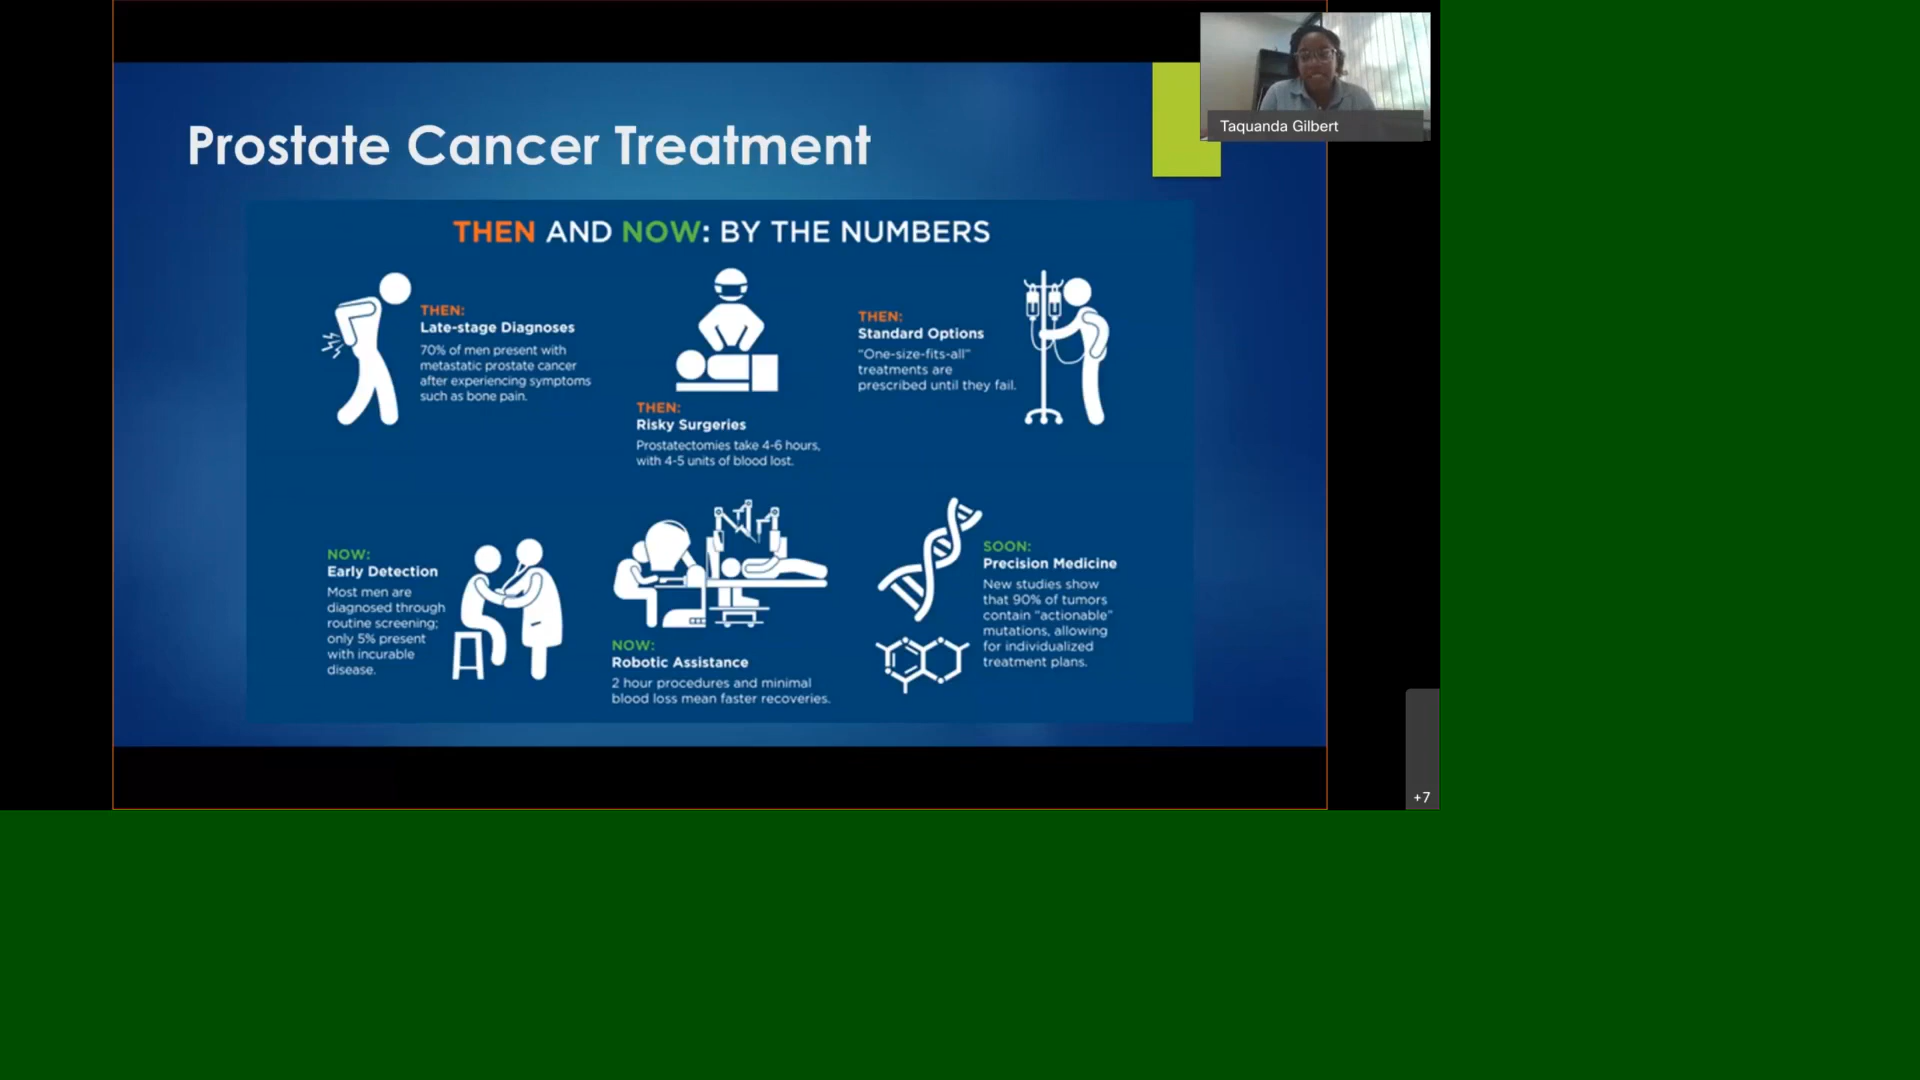 Taquanda Gilbert
Prostate Cancer Treatment
THEN AND NOW: BY THE NUMBERS
THEN:
Late-stage Diagnoses
70% of men present with
metastatic prostate cancer
after experiencing symptoms
such as bone pain.
THEN:
Risky Surgeries
Prostatectomies take 4-6 hours,
with 4-5 units of blood lost.
THEN:
Standard Options
"One-size-fits-all"
treatments are
prescribed until they fail.
NOW:
Early Detection
Most men are
diagnosed through
routine screening;
only 5% present
with incurable
disease.
NOW:
Robotic Assistance
2 hour procedures and minimal
blood loss mean faster recoveries.
SOON:
Precision Medicine
New studies show
that 90% of tumors
contain "actionable"
mutations, allowing
for individualized
treatment plans.
+7